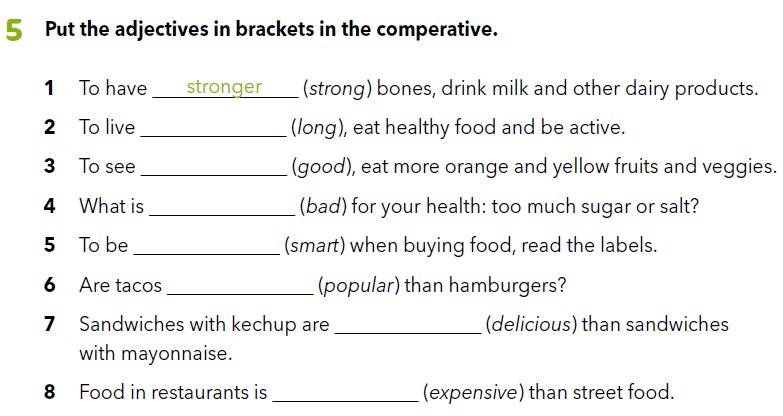 5 Put the adjectives in brackets in the comperative.
1 To have stronger (strong) bones, drink milk and other dairy products.
2 To live ______________ (long), eat healthy food and be active.
3 To see ______________ (good), eat more orange and yellow fruits and veggies.
4 What is ______________ (bad) for your health: too much sugar or salt?
5 To be ______________ (smart) when buying food, read the labels.
6 Are tacos ______________ (popular) than hamburgers?
7 Sandwiches with kechup are ______________ (delicious) than sandwiches
with mayonnaise.
8 Food in restaurants is ______________ (expensive) than street food.